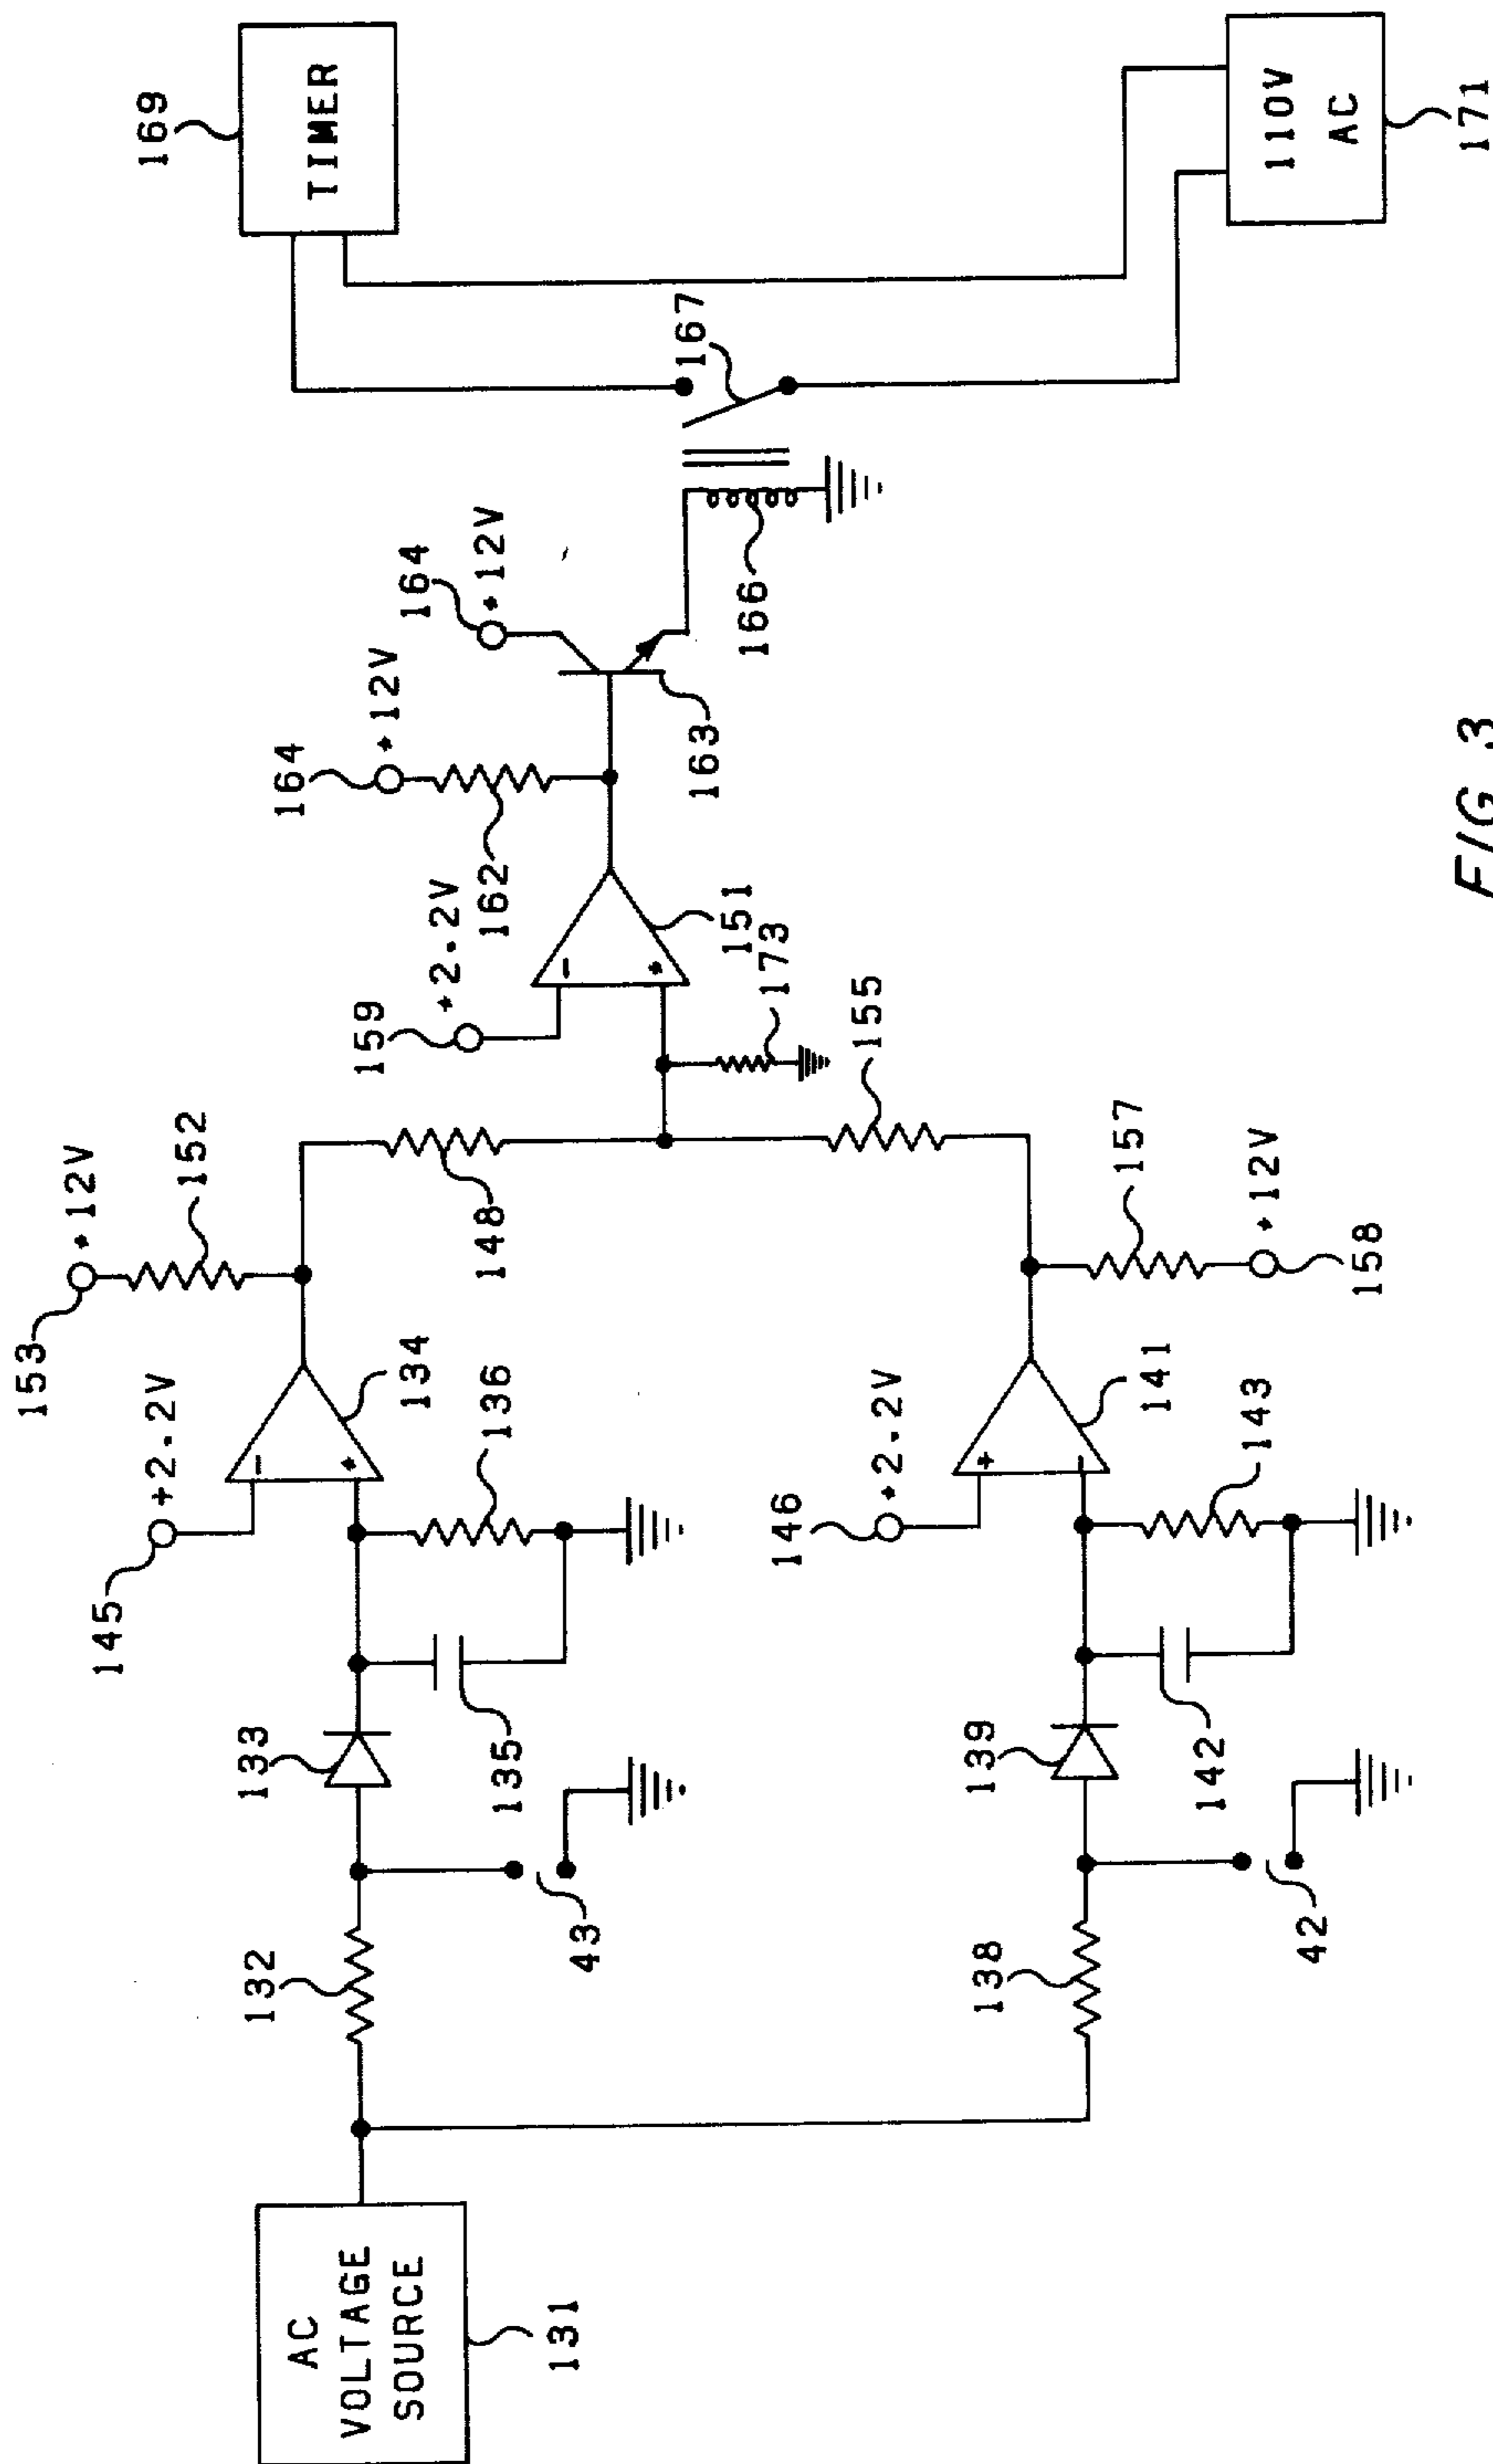 169
TIMER
110V
AC
171
167
164
+12V
164
+12V
166
163
162
159
+2.2V
151
173
155
153
+12V
152
148
157
+12V
158
145
+2.2V
134
136
146
+2.2V
141
143
133
135
139
142
132
43
138
42
AC
VOLTAGE
SOURCE
131
FIG 3